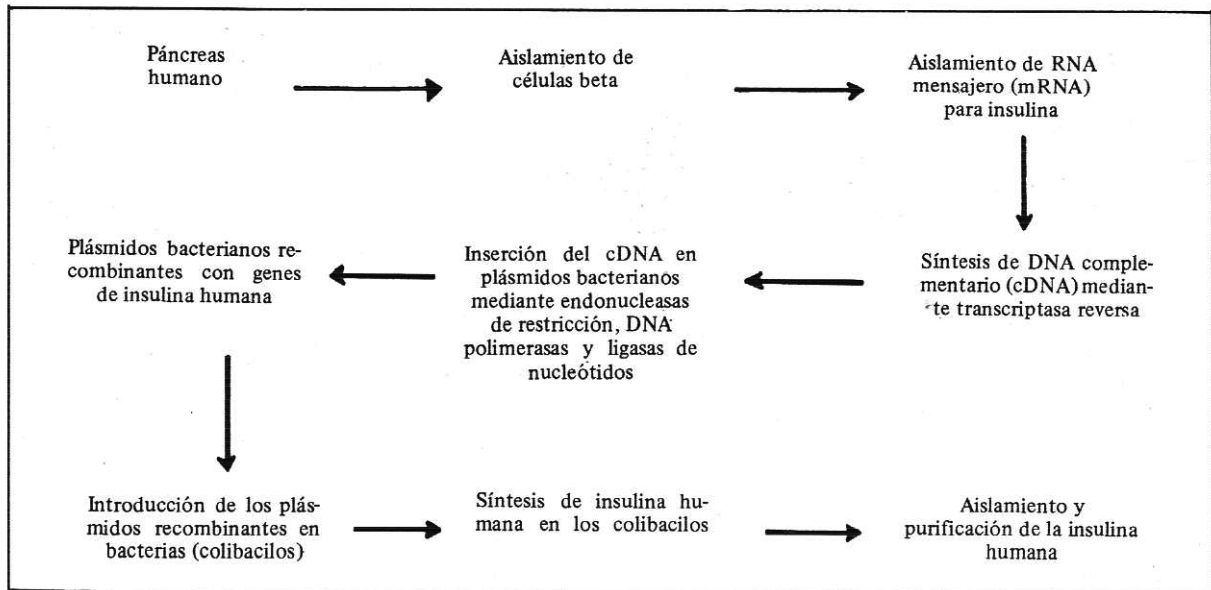 Páncreas
humano
Aislamiento de
células beta
Aislamiento de RNA
mensajero (mRNA)
para insulina
Síntesis de DNA comple-
mentario (cDNA) median-
te transcriptasa reversa
Inserción del cDNA en
plásmidos bacterianos
mediante endonucleasas
de restricción, DNA
polimerasas y ligasas de
nucleótidos
Plásmidos bacterianos re-
combinantes con genes
de insulina humana
Introducción de los plás-
midos recombinantes en
bacterias (colibacilos)
Síntesis de insulina hu-
mana en los colibacilos
Aislamiento y
purificación de la insulina
humana